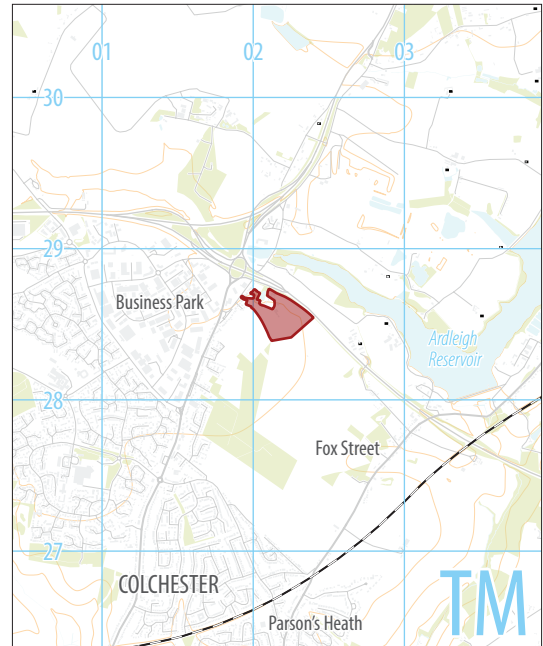 01
02
03
30
29
Business Park
Ardleigh
Reservoir
28
Fox Street
27
COLCHESTER
TM
Parson's Heath